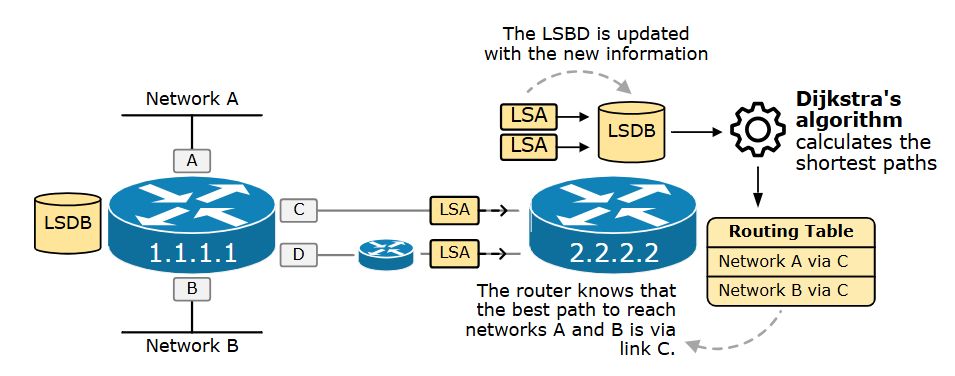 The LSBD is updated
with the new information
Network A
LSA
LSA
LSDB
Dijkstra's
algorithm
calculates the
shortest paths
A
LSDB
1.1.1.1
C
LSA
D
LSA
2.2.2.2
Routing Table
Network A via C
Network B via C
B
The router knows that
the best path to reach
networks A and B is via
link C.
Network B